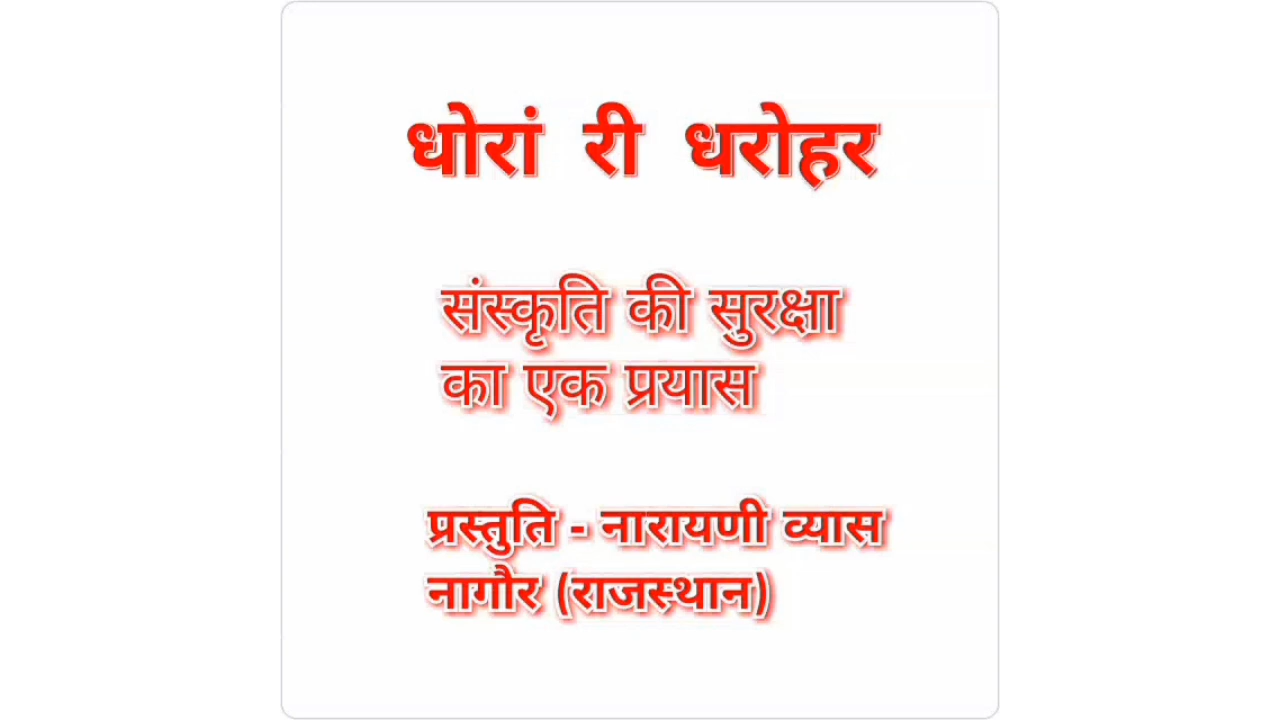 धोरां री धरोहर
संस्कृति की सुरक्षा
का एक प्रयास
प्रस्तुति - नारायणी व्यास
नागौर (राजस्थान)